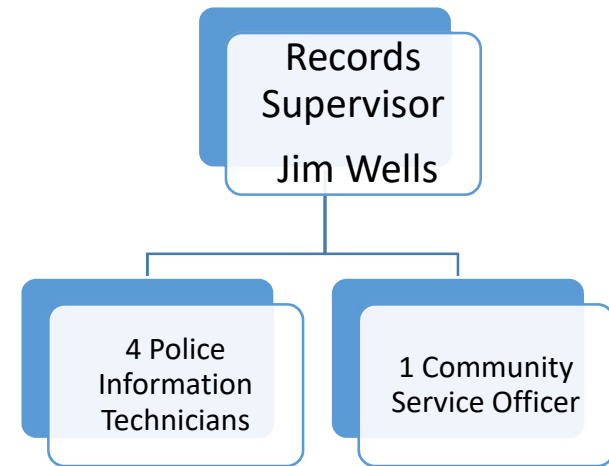 Records
Supervisor
Jim Wells
4 Police
Information
Technicians
1 Community
Service Officer